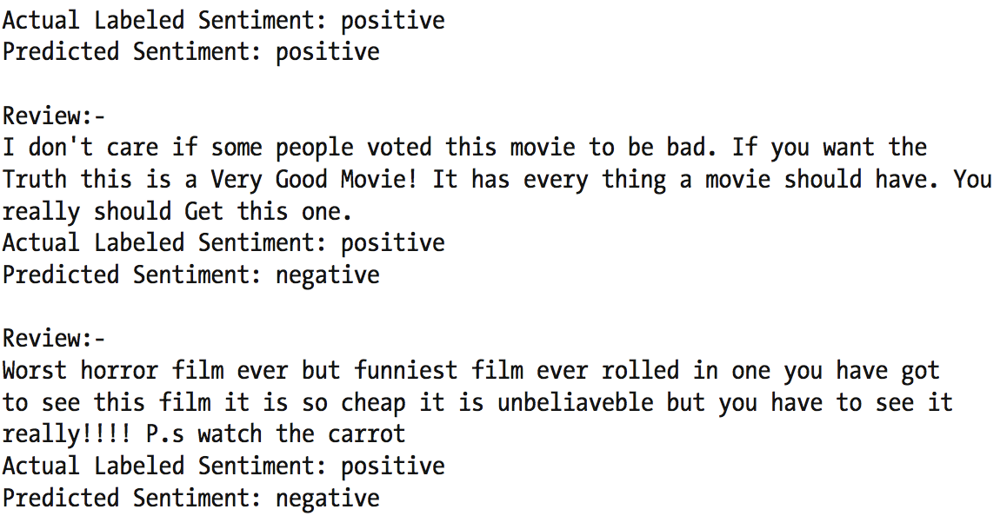 Actual Labeled Sentiment: positive
Predicted Sentiment: positive
Review:-
I don't care if some people voted this movie to be bad. If you want the
Truth this is a Very Good Movie! It has every thing a movie should have. You
really should Get this one.
Actual Labeled Sentiment: positive
Predicted Sentiment: negative
Review:-
Worst horror film ever but funniest film ever rolled in one you have got
to see this film it is so cheap it is unbeliaveble but you have to see it
really!!!! P.s watch the carrot
Actual Labeled Sentiment: positive
Predicted Sentiment: negative